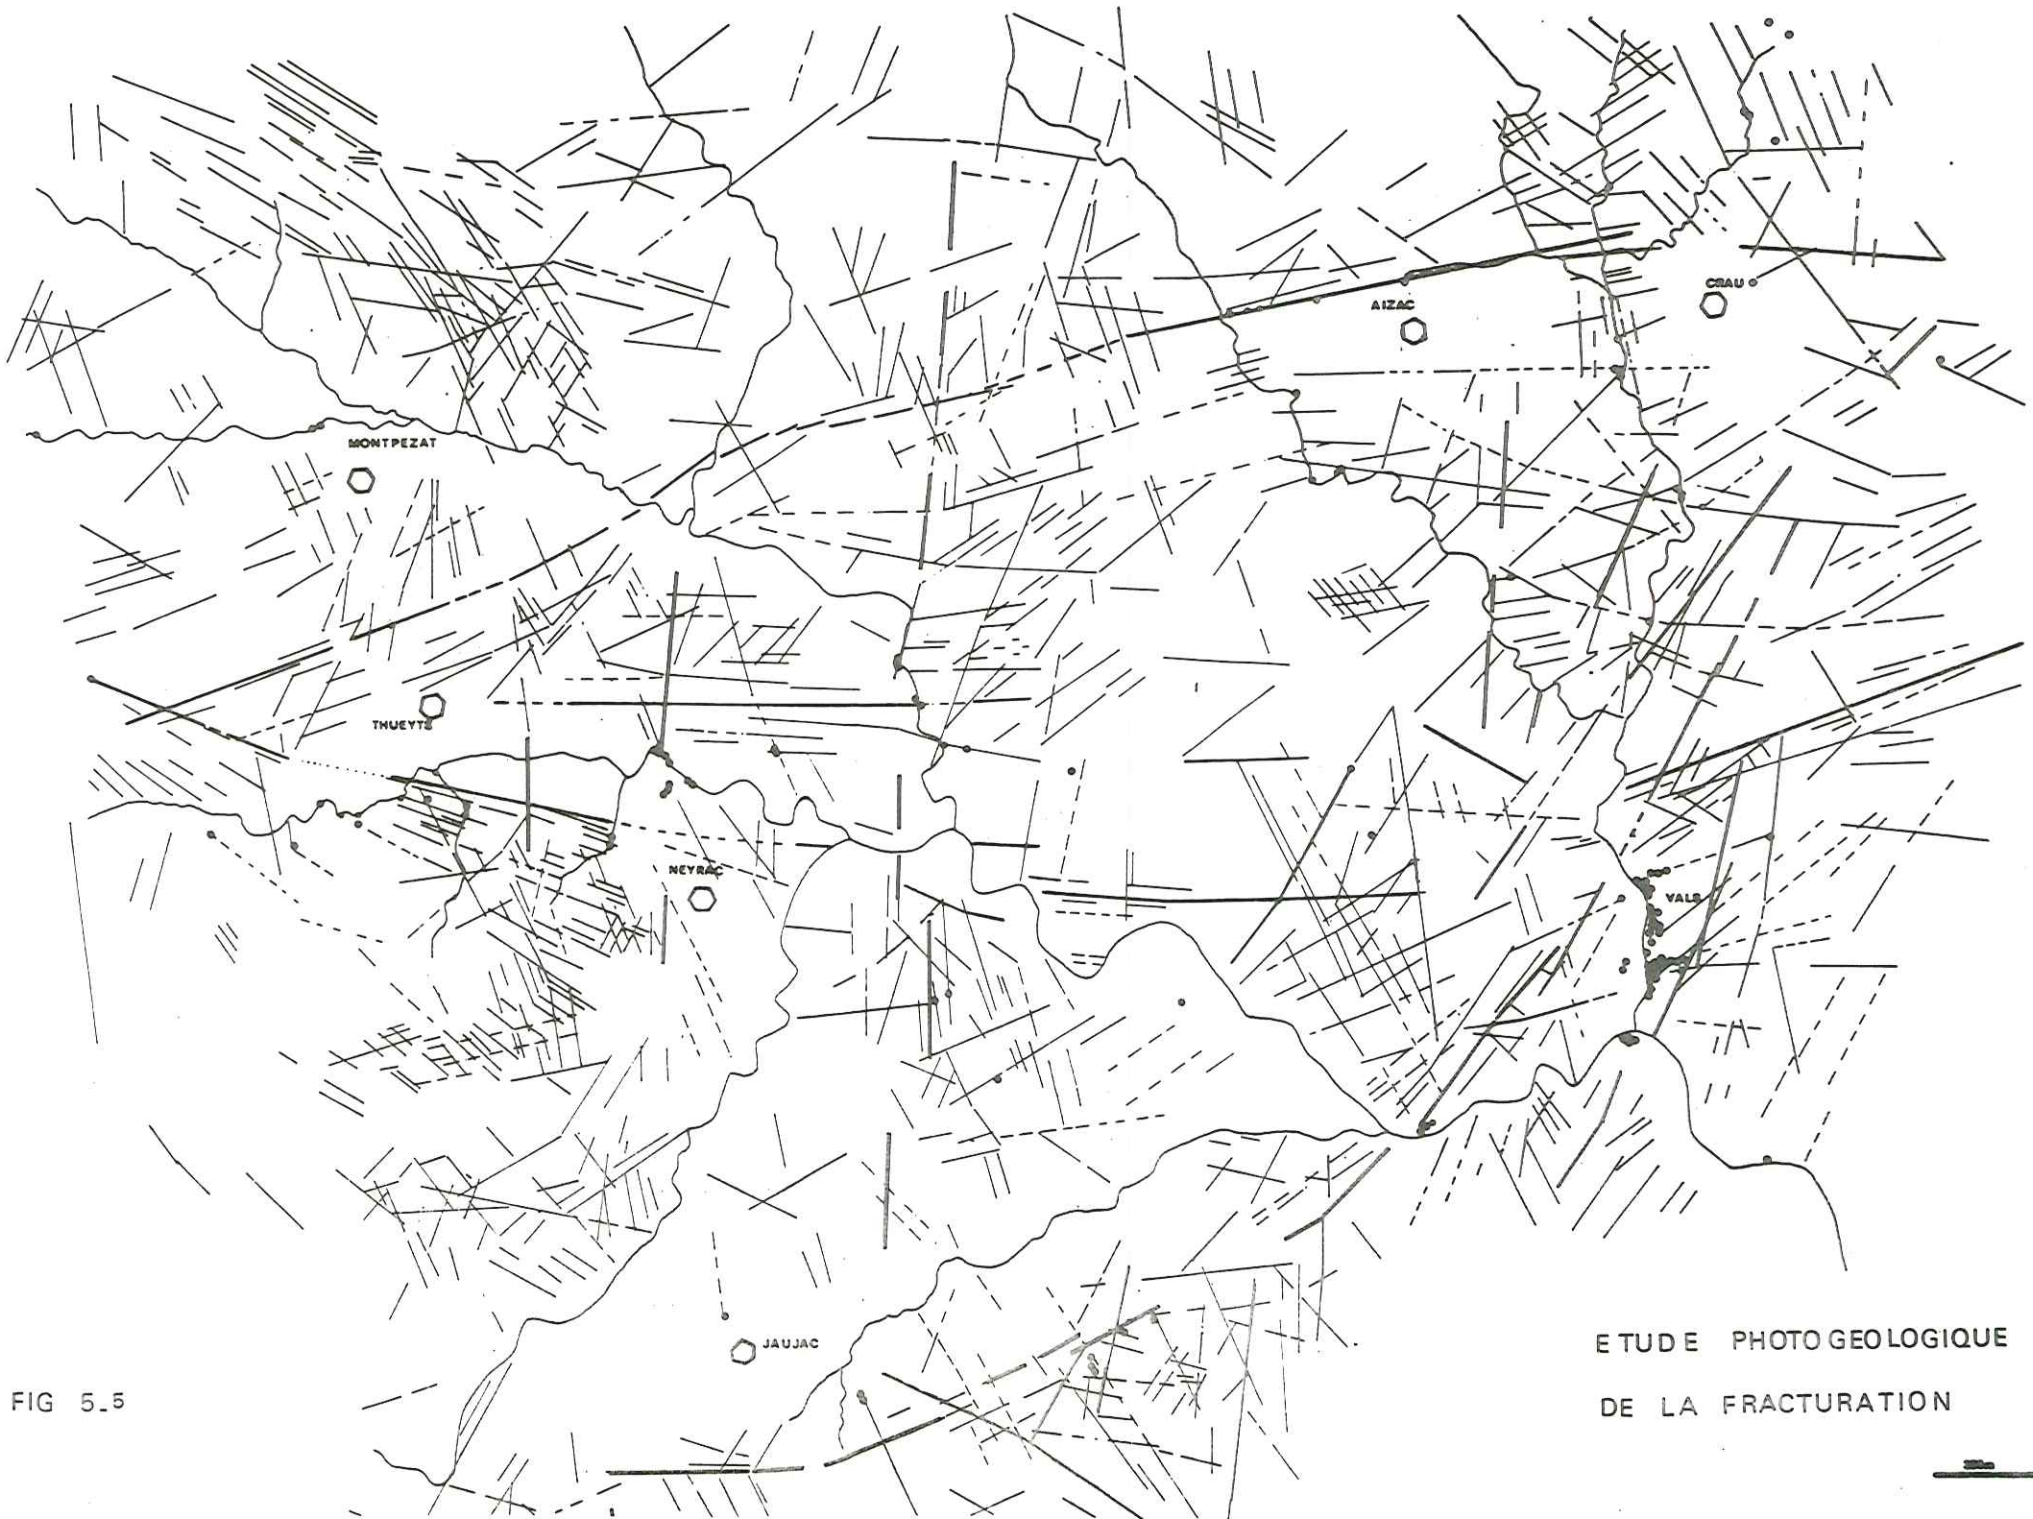 CRAU
AIZAC
MONTPEZAT
THUEYTS
NEYRAC
VALS
JAUJAC
ETUDE PHOTOGEOLOGIQUE
DE LA FRACTURATION
FIG 5.5